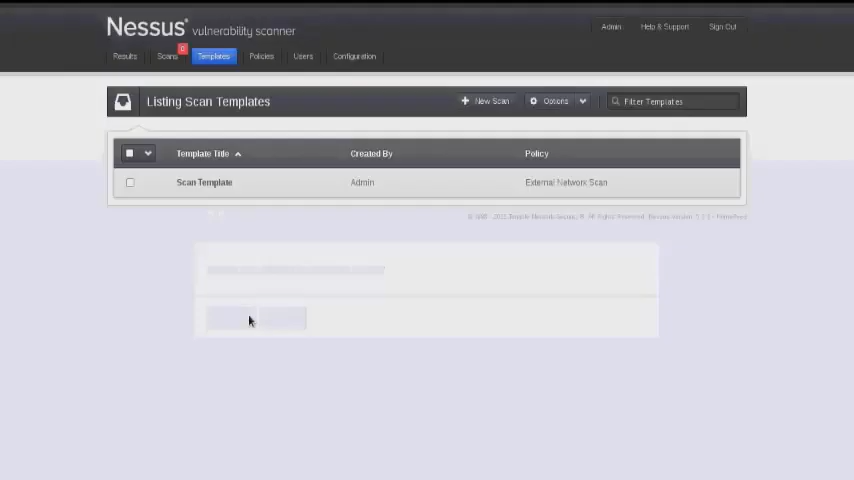 Nessus vulnerability scanner
Admin Help & Support Sign Out
Results Scans 0 Templates Policies Users Configuration
Listing Scan Templates
New Scan Options Filter Templates
Template Title Created By Policy
Scan Template Admin External Network Scan